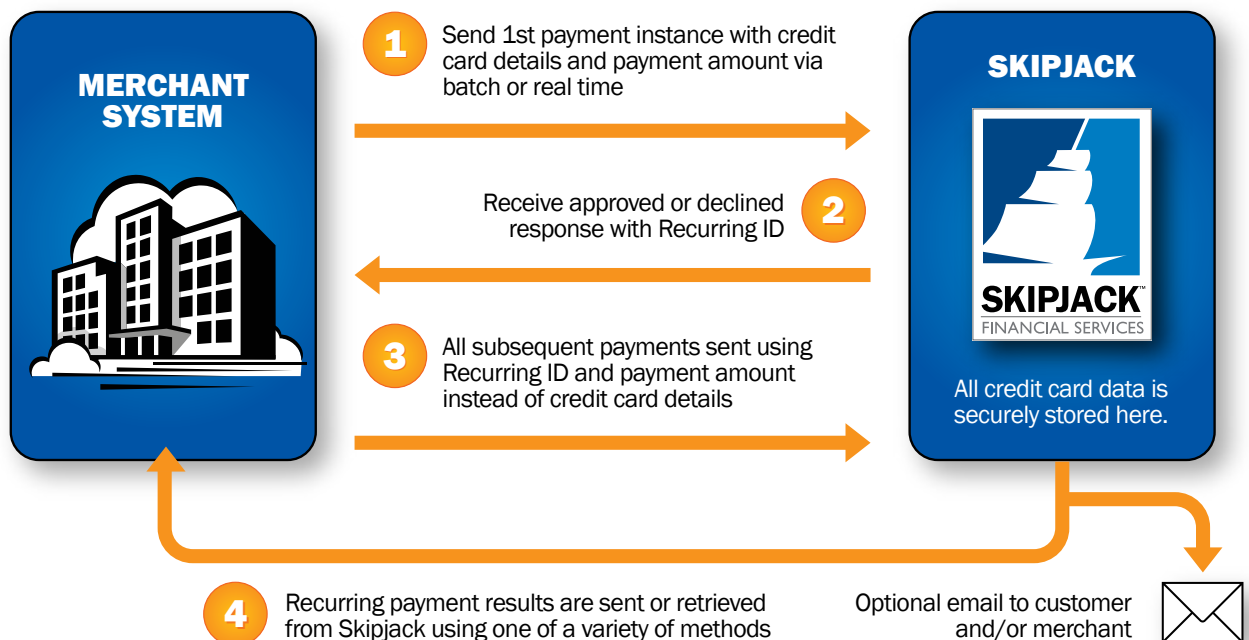 MERCHANT
SYSTEM
1
Send 1st payment instance with credit
card details and payment amount via
batch or real time
SKIPJACK
Receive approved or declined
response with Recurring ID
2
SKIPJACK™
FINANCIAL SERVICES
3
All subsequent payments sent using
Recurring ID and payment amount
instead of credit card details
All credit card data is
securely stored here.
4
Recurring payment results are sent or retrieved
from Skipjack using one of a variety of methods
Optional email to customer
and/or merchant